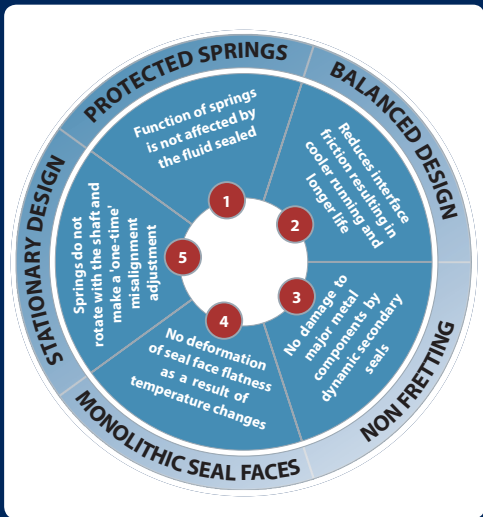 PROTECTED SPRINGS
1
Function of springs
is not affected by
the fluid sealed
BALANCED DESIGN
2
Reduces interface
friction resulting in
cooler running and
longer life
NON FRETTING
3
No damage to
major metal
components by
dynamic secondary
seals
MONOLITHIC SEAL FACES
4
No deformation
of seal face flatness
as a result of
temperature changes
STATIONARY DESIGN
5
Springs do not
rotate with the shaft and
make a 'one-time'
misalignment
adjustment